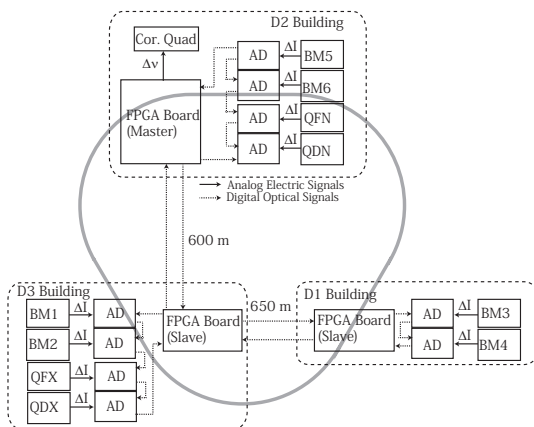 D2 Building
Cor. Quad
Δν
FPGA Board
(Master)
AD ΔI BM5
AD ΔI BM6
AD ΔI QFN
AD ΔI QDN
Analog Electric Signals
Digital Optical Signals
600 m
D3 Building
BM1 ΔI AD
BM2 ΔI AD
QFX ΔI AD
QDX ΔI AD
FPGA Board
(Slave)
650 m
D1 Building
FPGA Board
(Slave)
AD ΔI BM3
AD ΔI BM4